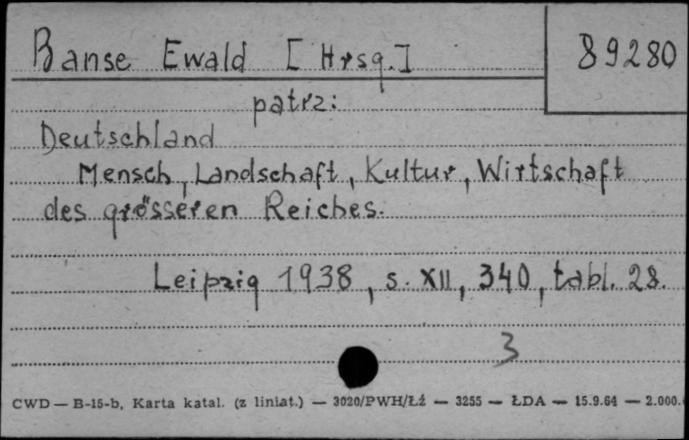 Banse Ewald [Hrsg.] 89280
patrz:
Deutschland
Mensch, Landschaft, Kultur, Wirtschaft
des grösseren Reiches.
Leipzig 1938, s. XII, 340, tabl. 28.
3
CWD — B-15-b, Karta katal. (z liniat.) — 3020/PWH/Łź — 3255 — ŁDA — 15.9.64 — 2.000.